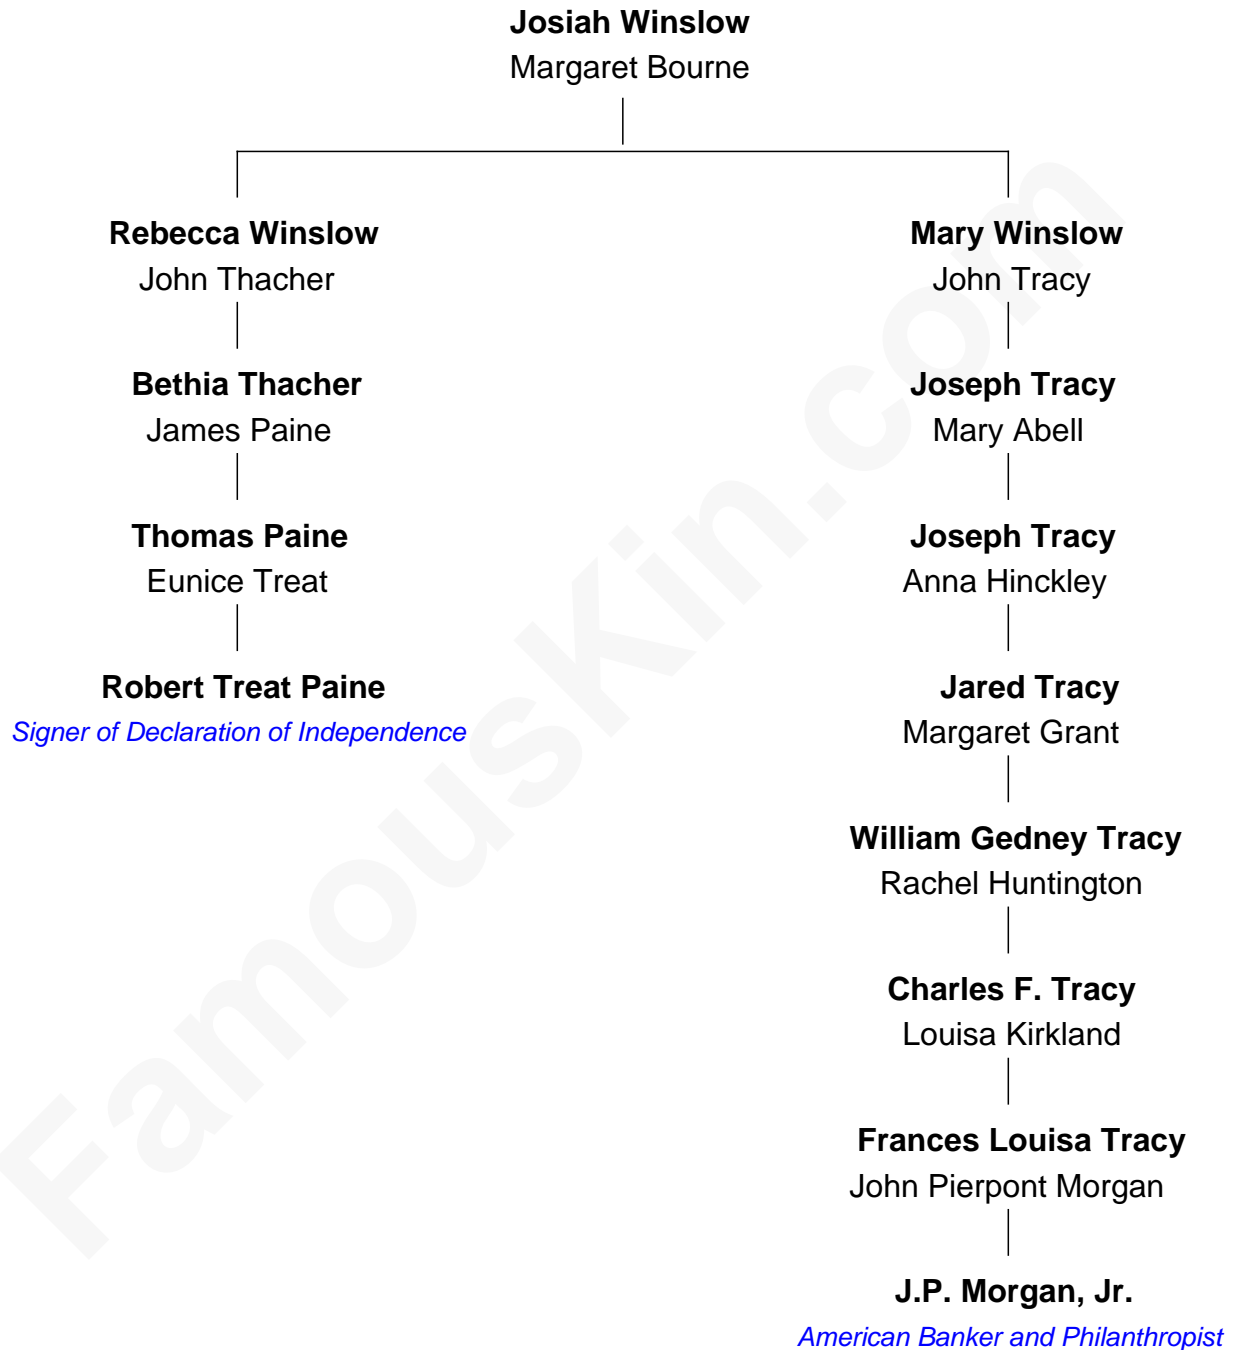 Josiah Winslow
Margaret Bourne
Rebecca Winslow
John Thacher
Bethia Thacher
James Paine
Thomas Paine
Eunice Treat
Robert Treat Paine
Signer of Declaration of Independence
Mary Winslow
John Tracy
Joseph Tracy
Mary Abell
Joseph Tracy
Anna Hinckley
Jared Tracy
Margaret Grant
William Gedney Tracy
Rachel Huntington
Charles F. Tracy
Louisa Kirkland
Frances Louisa Tracy
John Pierpont Morgan
J.P. Morgan, Jr.
American Banker and Philanthropist
FamousKin.com